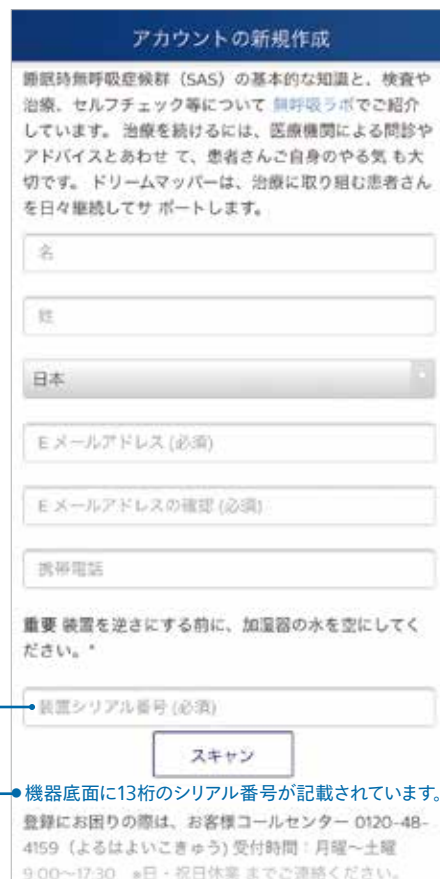 アカウントの新規作成
睡眠時無呼吸症候群（SAS）の基本的な知識と、検査や
治療、セルフチェック等について 無呼吸ラボでご紹介
しています。 治療を続けるには、医療機関による問診や
アドバイスとあわせ て、患者さんご自身のやる気 も大
切です。 ドリームマッパーは、治療に取り組む患者さん
を日々継続してサ ポートします。
名
姓
日本
E メールアドレス (必須)
E メールアドレスの確認 (必須)
携帯電話
重要 装置を逆さにする前に、加湿器の水を空にしてく
ださい。*
装置シリアル番号 (必須)
スキャン
機器底面に13桁のシリアル番号が記載されています。
登録にお困りの際は、お客様コールセンター 0120-48-
4159（よるはよいこきゅう) 受付時間：月曜～土曜
9:00～17:30 ※日・祝日休業 までご連絡ください。